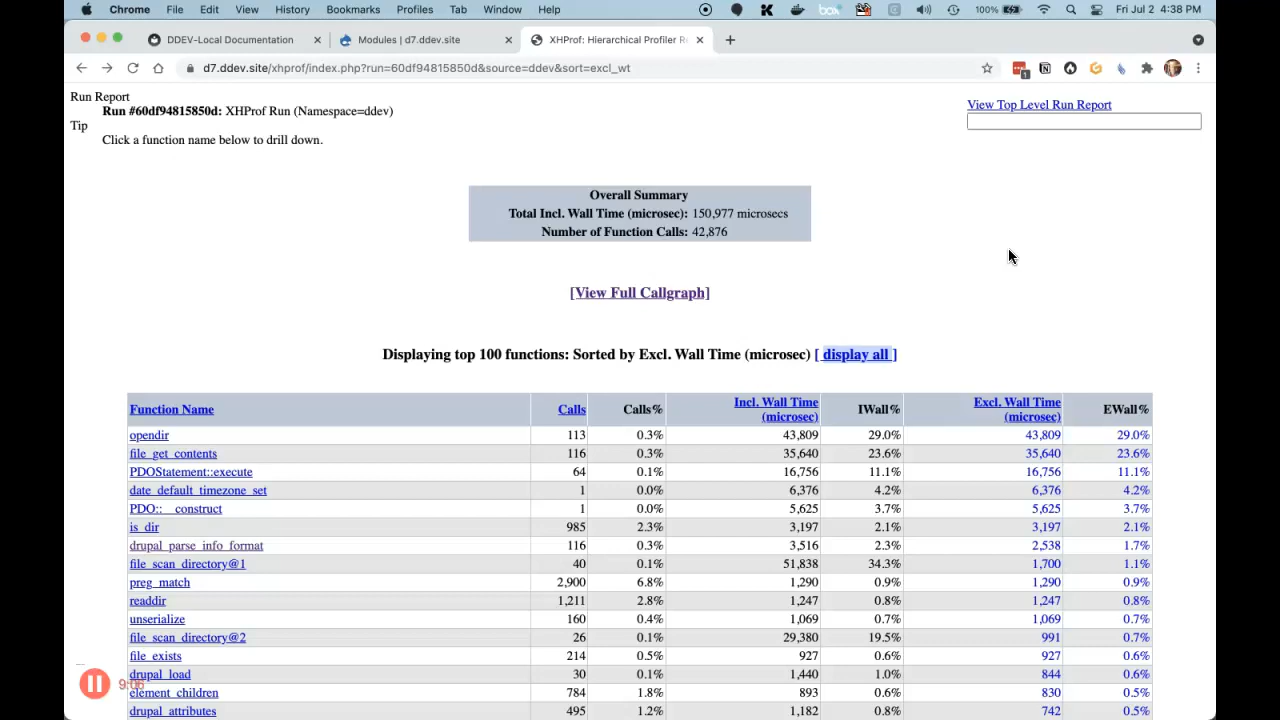 Chrome File Edit View History Bookmarks Profiles Tab Window Help box 100% Fri Jul 2 4:38 PM
DDEV-Local Documentation Modules | d7.ddev.site XHProf: Hierarchical Profiler Re
d7.ddev.site/xhprof/index.php?run=60df94815850d&source=ddev&sort=excl_wt 1
Run Report
Run #60df94815850d: XHProf Run (Namespace=ddev)
View Top Level Run Report
Tip
Click a function name below to drill down.
Overall Summary
Total Incl. Wall Time (microsec): 150,977 microsecs
Number of Function Calls: 42,876
[View Full Callgraph]
Displaying top 100 functions: Sorted by Excl. Wall Time (microsec) [ display all ]
Function Name Calls Calls% Incl. Wall Time (microsec) IWall% Excl. Wall Time (microsec) EWall%
opendir 113 0.3% 43,809 29.0% 43,809 29.0%
file_get_contents 116 0.3% 35,640 23.6% 35,640 23.6%
PDOStatement::execute 64 0.1% 16,756 11.1% 16,756 11.1%
date_default_timezone_set 1 0.0% 6,376 4.2% 6,376 4.2%
PDO::__construct 1 0.0% 5,625 3.7% 5,625 3.7%
is_dir 985 2.3% 3,197 2.1% 3,197 2.1%
drupal_parse_info_format 116 0.3% 3,516 2.3% 2,538 1.7%
file_scan_directory@1 40 0.1% 51,838 34.3% 1,700 1.1%
preg_match 2,900 6.8% 1,290 0.9% 1,290 0.9%
readdir 1,211 2.8% 1,247 0.8% 1,247 0.8%
unserialize 160 0.4% 1,069 0.7% 1,069 0.7%
file_scan_directory@2 26 0.1% 29,380 19.5% 991 0.7%
file_exists 214 0.5% 927 0.6% 927 0.6%
drupal_load 30 0.1% 1,440 1.0% 844 0.6%
9:06
element_children 784 1.8% 893 0.6% 830 0.5%
drupal_attributes 495 1.2% 1,182 0.8% 742 0.5%